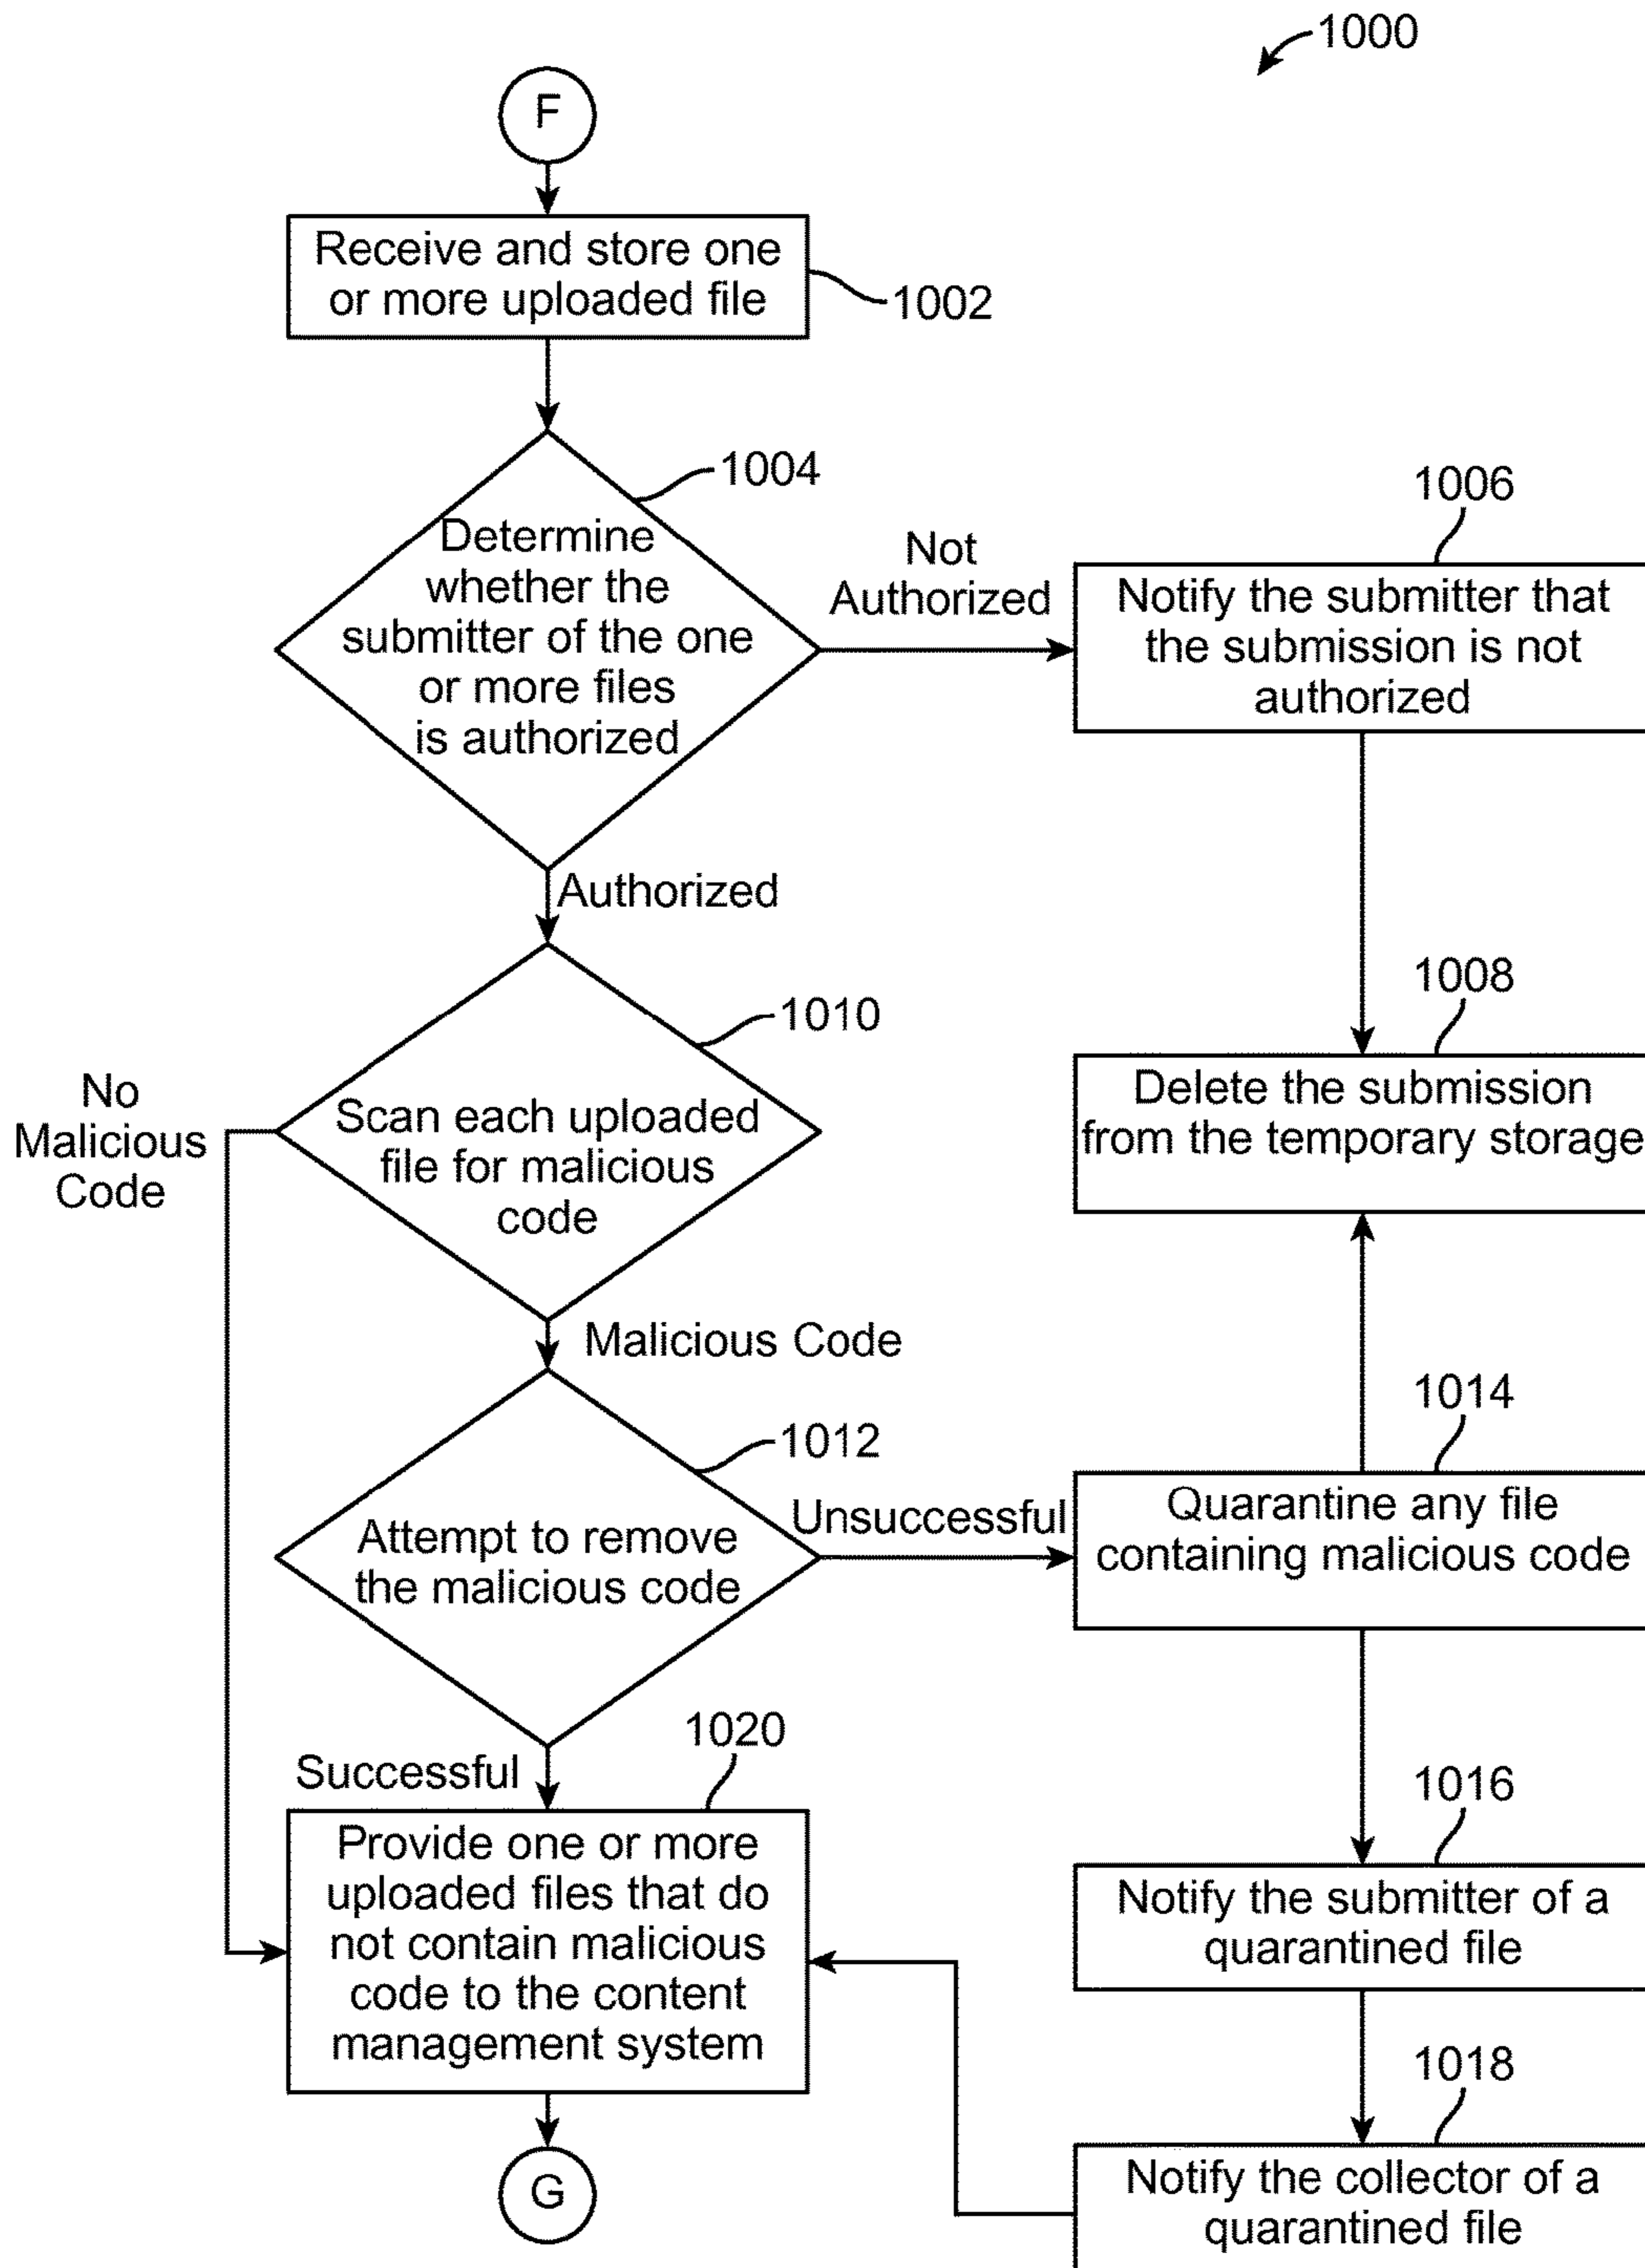 1000
F
Receive and store one
or more uploaded file
1002
1004
Determine
whether the
submitter of the one
or more files
is authorized
Not
Authorized
1006
Notify the submitter that
the submission is not
authorized
Authorized
1008
Delete the submission
from the temporary storage
1010
Scan each uploaded
file for malicious
code
No
Malicious
Code
Malicious Code
1012
Attempt to remove
the malicious code
Unsuccessful
1014
Quarantine any file
containing malicious code
Successful
1020
Provide one or more
uploaded files that do
not contain malicious
code to the content
management system
1016
Notify the submitter of a
quarantined file
1018
Notify the collector of a
quarantined file
G